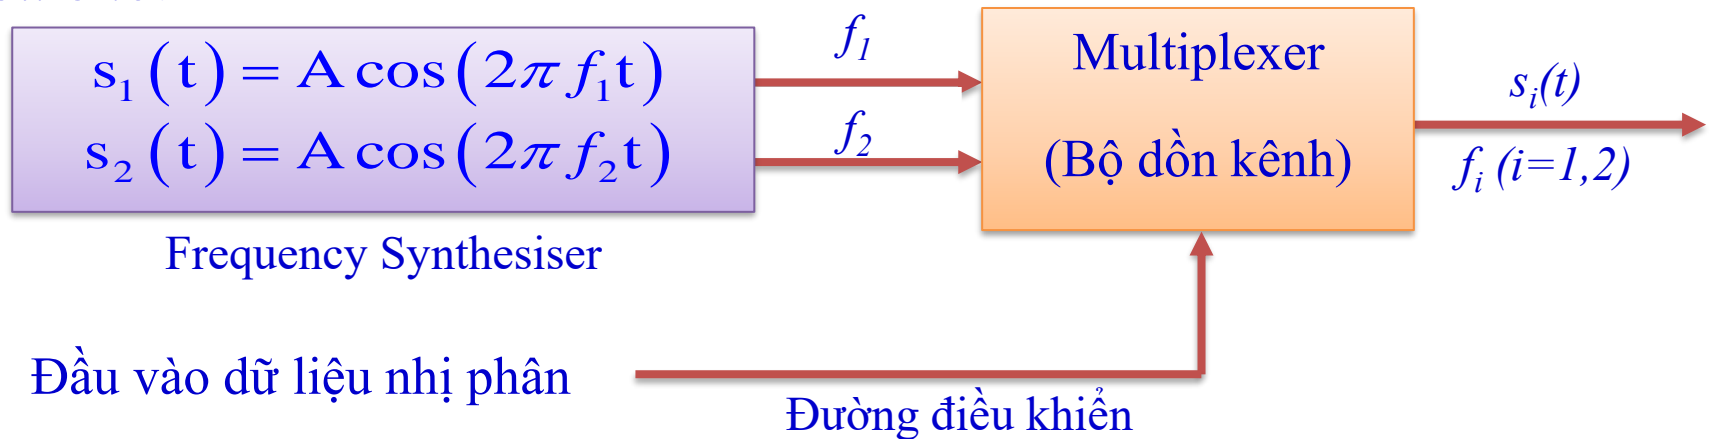 s₁(t) = A cos(2π f₁t)
s₂(t) = A cos(2π f₂t)
Frequency Synthesiser
f₁
f₂
Multiplexer
(Bộ dồn kênh)
sᵢ(t)
fᵢ (i=1,2)
Đầu vào dữ liệu nhị phân
Đường điều khiển